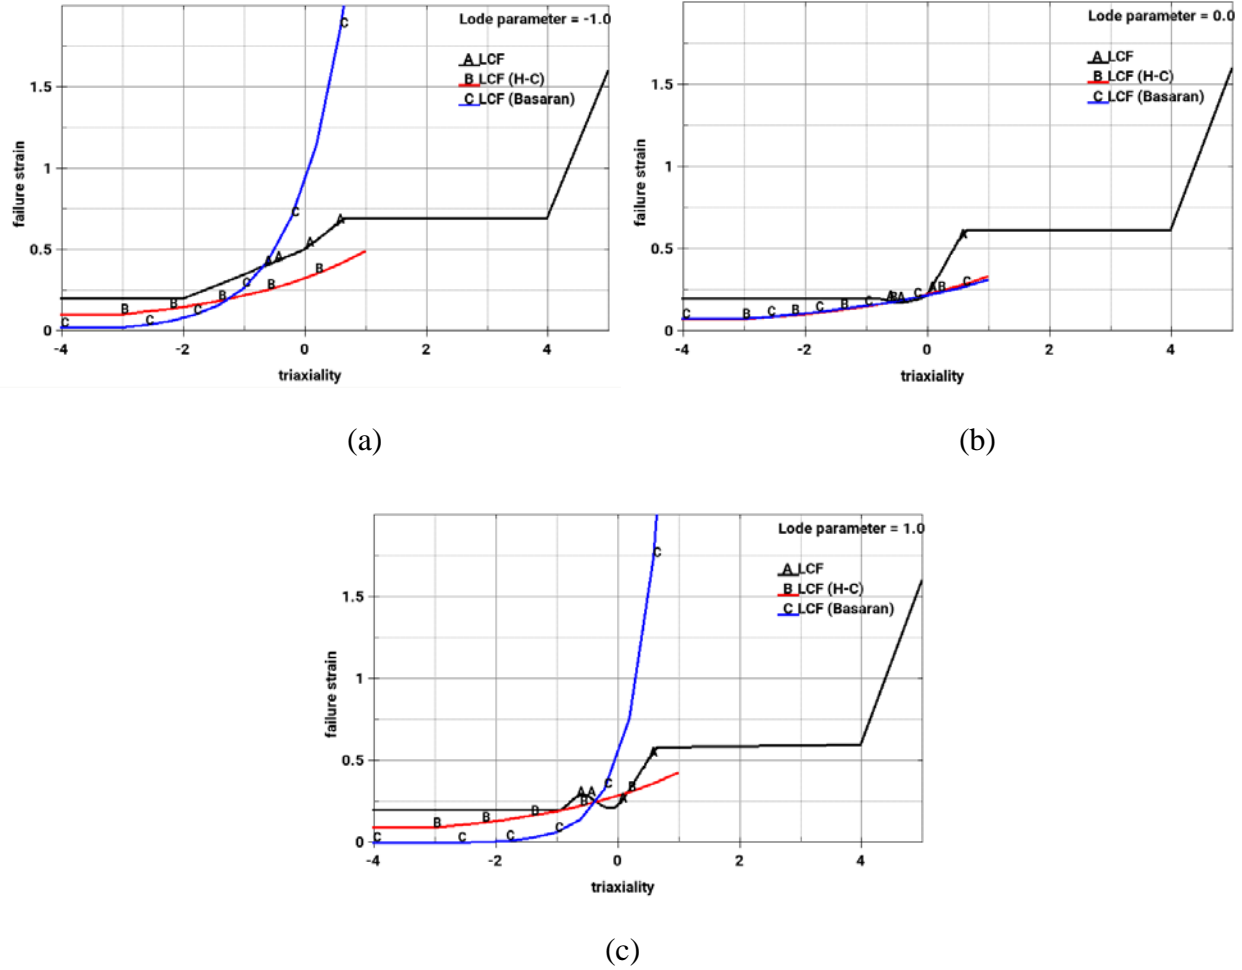 Lode parameter = -1.0
A LCF
B LCF (H-C)
C LCF (Basaran)
failure strain
1.5
1
0.5
0
-4 -2 0 2 4
triaxiality
A A A A
B B B B B B
C C C C C C C
(a)
Lode parameter = 0.0
A LCF
B LCF (H-C)
C LCF (Basaran)
failure strain
1.5
1
0.5
0
-4 -2 0 2 4
triaxiality
(b)
Lode parameter = 1.0
A LCF
B LCF (H-C)
C LCF (Basaran)
failure strain
1.5
1
0.5
0
-4 -2 0 2 4
triaxiality
(c)